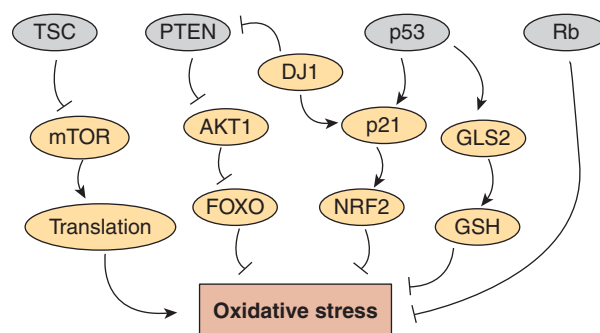 TSC
PTEN
p53
Rb
DJ1
mTOR
AKT1
p21
GLS2
Translation
FOXO
NRF2
GSH
Oxidative stress